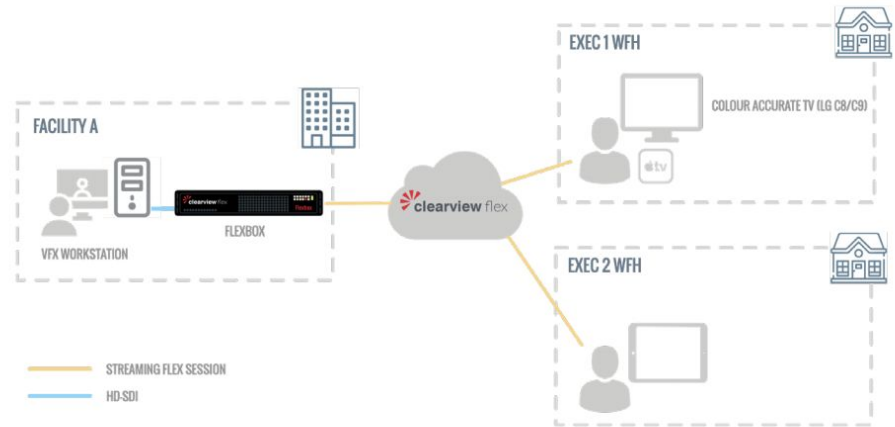 FACILITY A
VFX WORKSTATION
clearview flex
FLEXBOX
clearview flex
EXEC 1 WFH
COLOUR ACCURATE TV (LG C8/C9)
tv
EXEC 2 WFH
STREAMING FLEX SESSION
HD-SDI